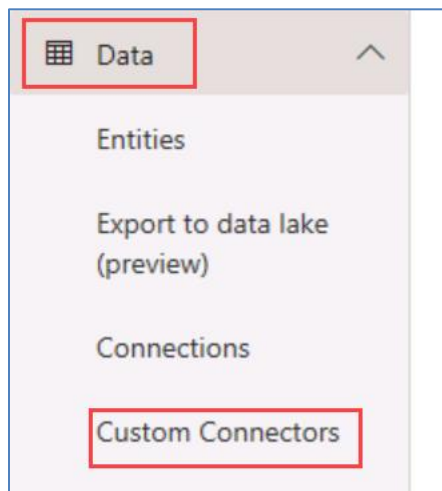 Data
Entities
Export to data lake
(preview)
Connections
Custom Connectors